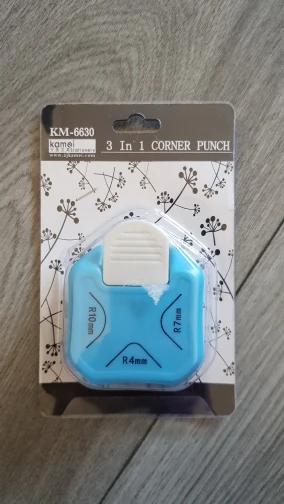 KM-6630
kamei
3 In 1 CORNER PUNCH
www.zjkamei.com
R10mm
R7mm
R4mm